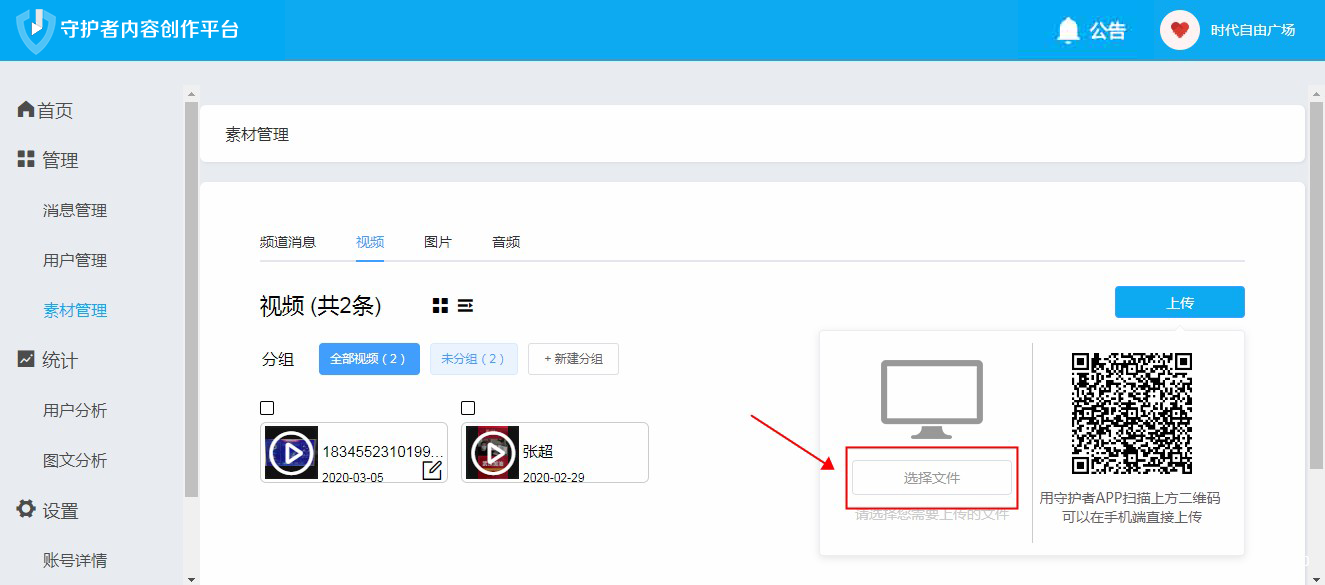 守护者内容创作平台
公告
时代自由广场
首页
管理
消息管理
用户管理
素材管理
统计
用户分析
图文分析
设置
账号详情
素材管理
频道消息 视频 图片 音频
视频 (共2条)
上传
分组 全部视频 ( 2 ) 未分组 ( 2 ) + 新建分组
1834552310199...
2020-03-05
张超
2020-02-29
选择文件
请选择您需要上传的文件
用守护者APP扫描上方二维码
可以在手机端直接上传